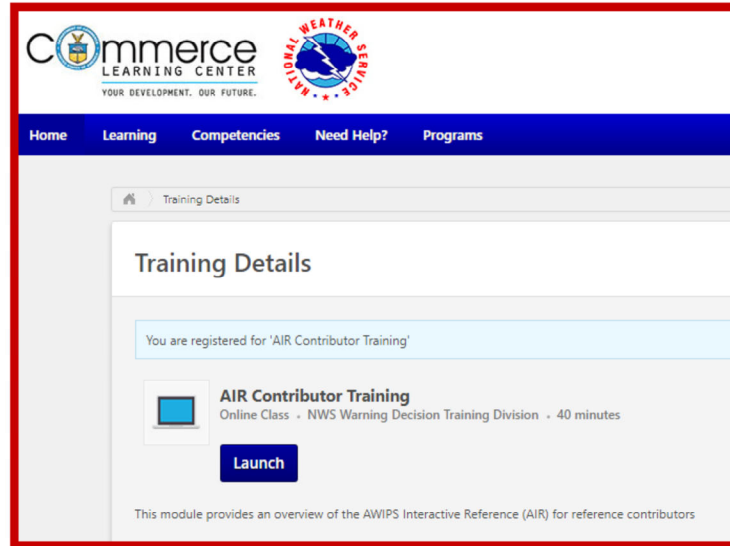 Commerce
LEARNING CENTER
YOUR DEVELOPMENT. OUR FUTURE.
NATIONAL WEATHER SERVICE
Home Learning Competencies Need Help? Programs
Training Details
Training Details
You are registered for 'AIR Contributor Training'
AIR Contributor Training
Online Class • NWS Warning Decision Training Division • 40 minutes
Launch
This module provides an overview of the AWIPS Interactive Reference (AIR) for reference contributors